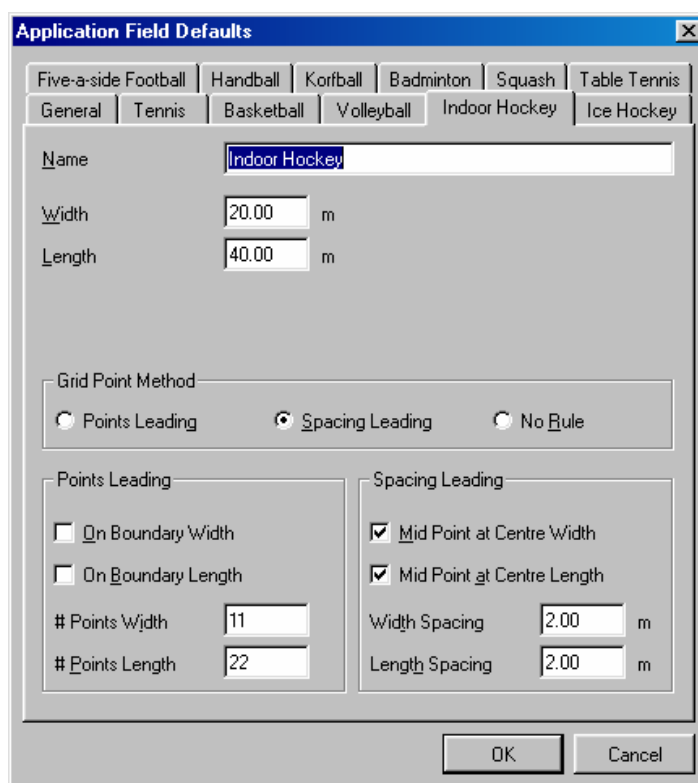 Application Field Defaults
Five-a-side Football Handball Korfball Badminton Squash Table Tennis
General Tennis Basketball Volleyball Indoor Hockey Ice Hockey
Name Indoor Hockey
Width 20.00 m
Length 40.00 m
Grid Point Method
Points Leading Spacing Leading No Rule
Points Leading Spacing Leading
On Boundary Width Mid Point at Centre Width
On Boundary Length Mid Point at Centre Length
# Points Width 11 Width Spacing 2.00 m
# Points Length 22 Length Spacing 2.00 m
OK Cancel